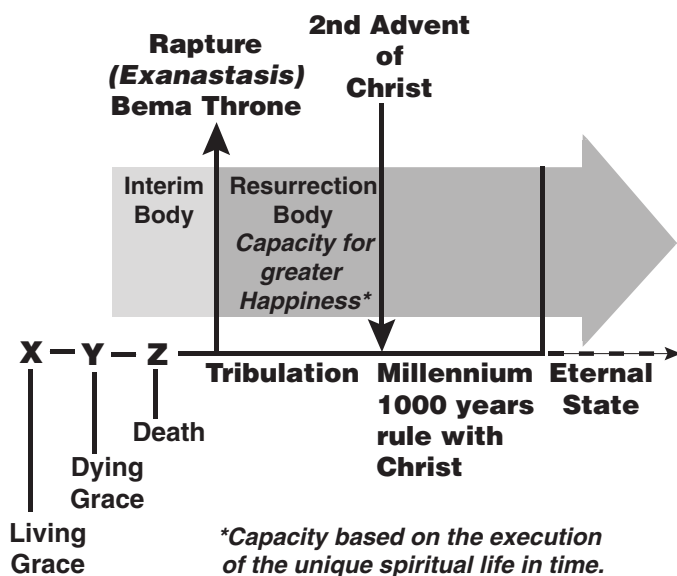 Rapture
(Exanastasis)
Bema Throne
2nd Advent
of
Christ
Interim
Body
Resurrection
Body
Capacity for
greater
Happiness*
X – Y – Z
Tribulation
Millennium
1000 years
rule with
Christ
Eternal
State
Death
Dying
Grace
Living
Grace
*Capacity based on the execution
of the unique spiritual life in time.